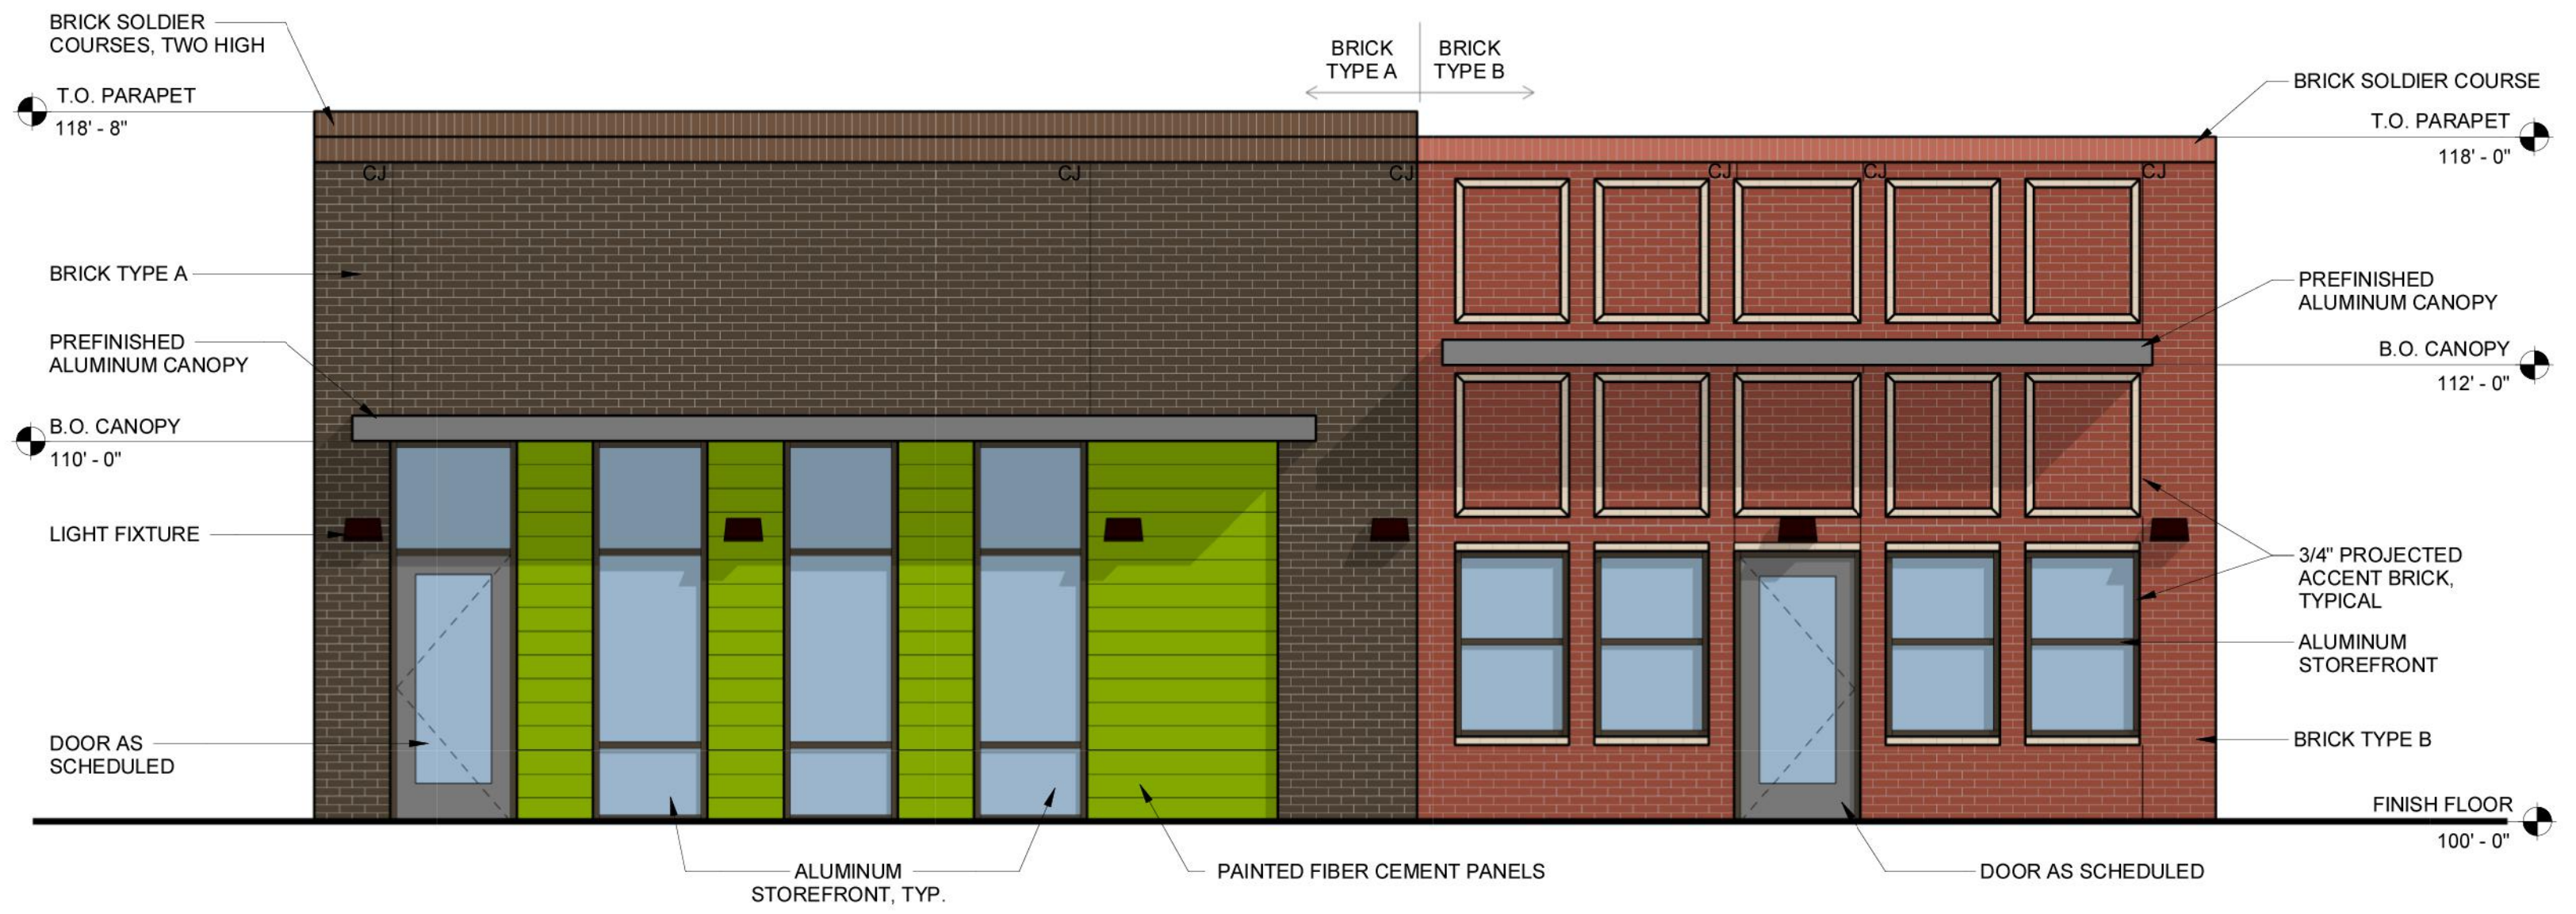 BRICK SOLDIER
COURSES, TWO HIGH
T.O. PARAPET
118' - 8"
BRICK TYPE A
PREFINISHED
ALUMINUM CANOPY
B.O. CANOPY
110' - 0"
LIGHT FIXTURE
DOOR AS
SCHEDULED
BRICK
TYPE A
BRICK
TYPE B
CJ
CJ
CJ
CJ
CJ
CJ
ALUMINUM
STOREFRONT, TYP.
PAINTED FIBER CEMENT PANELS
DOOR AS SCHEDULED
BRICK SOLDIER COURSE
T.O. PARAPET
118' - 0"
PREFINISHED
ALUMINUM CANOPY
B.O. CANOPY
112' - 0"
3/4" PROJECTED
ACCENT BRICK,
TYPICAL
ALUMINUM
STOREFRONT
BRICK TYPE B
FINISH FLOOR
100' - 0"